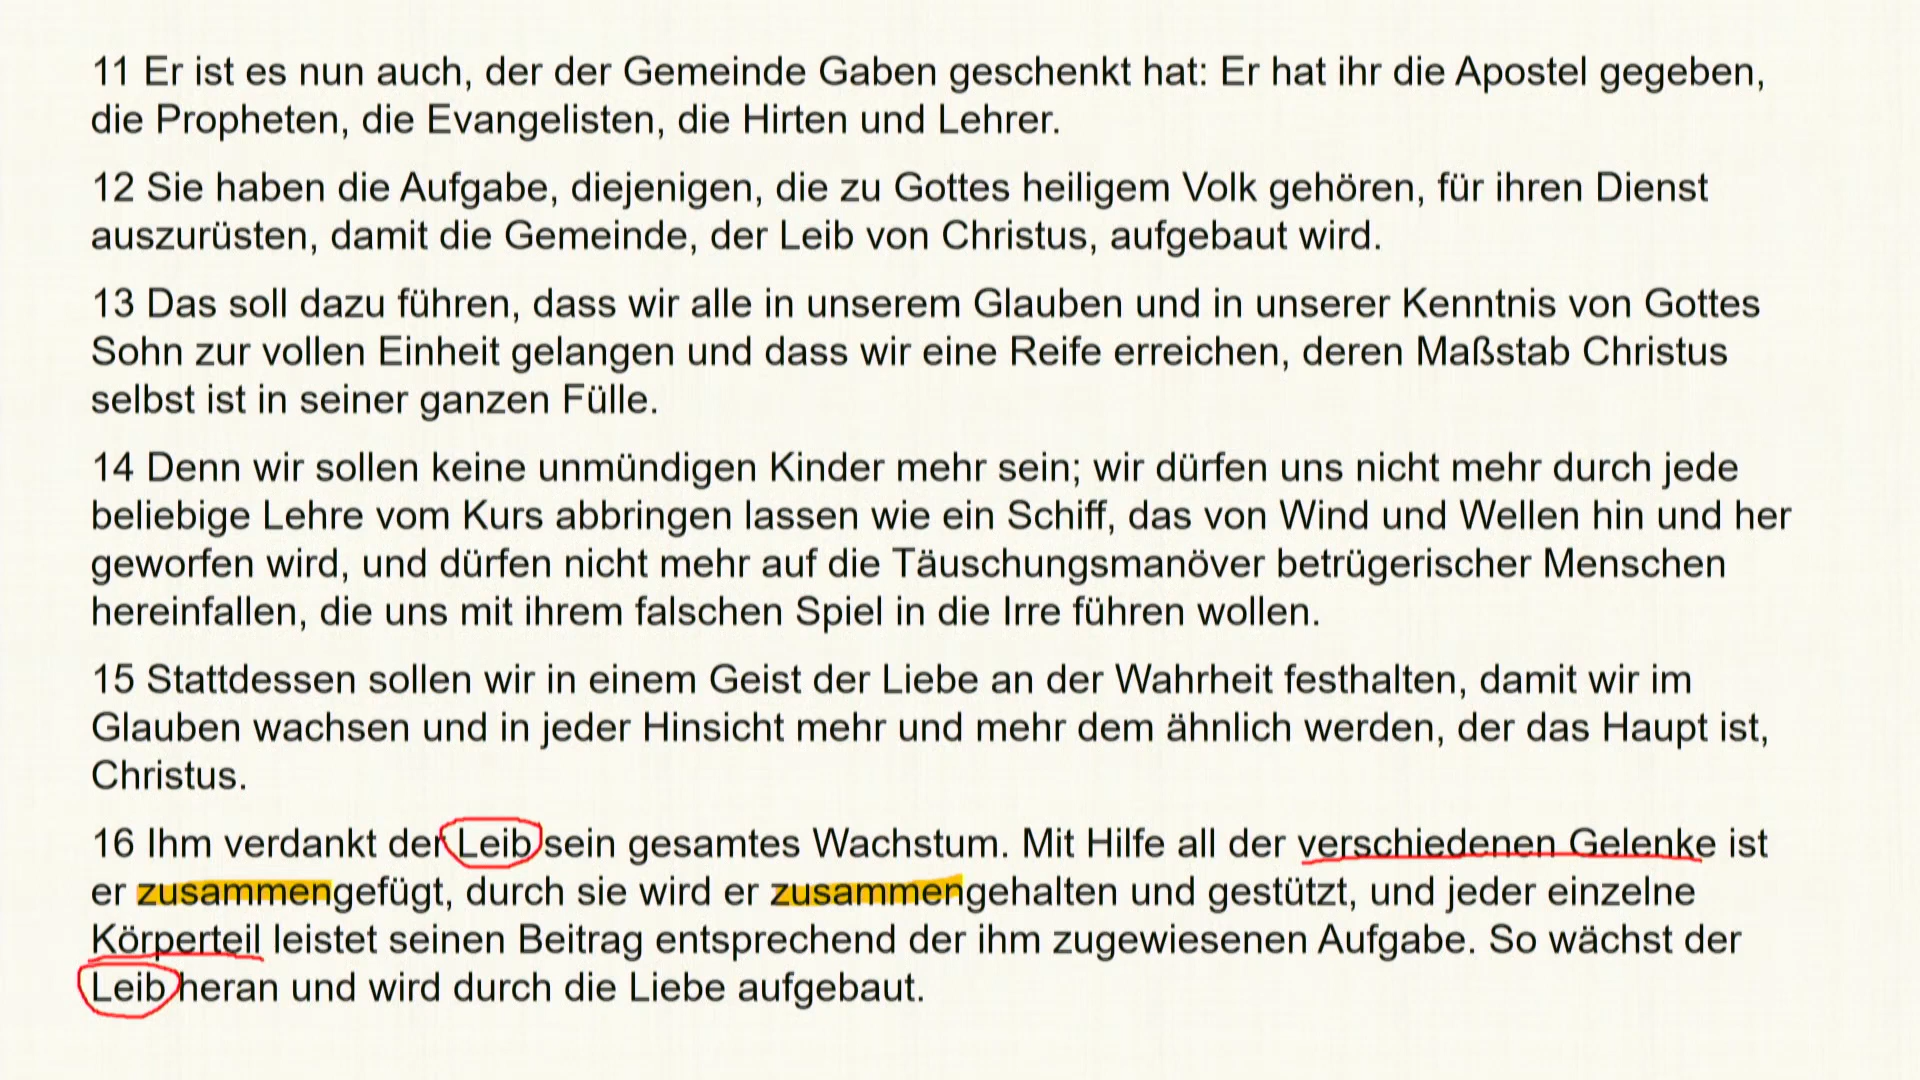 11 Er ist es nun auch, der der Gemeinde Gaben geschenkt hat: Er hat ihr die Apostel gegeben,
die Propheten, die Evangelisten, die Hirten und Lehrer.
12 Sie haben die Aufgabe, diejenigen, die zu Gottes heiligem Volk gehören, für ihren Dienst
auszurüsten, damit die Gemeinde, der Leib von Christus, aufgebaut wird.
13 Das soll dazu führen, dass wir alle in unserem Glauben und in unserer Kenntnis von Gottes
Sohn zur vollen Einheit gelangen und dass wir eine Reife erreichen, deren Maßstab Christus
selbst ist in seiner ganzen Fülle.
14 Denn wir sollen keine unmündigen Kinder mehr sein; wir dürfen uns nicht mehr durch jede
beliebige Lehre vom Kurs abbringen lassen wie ein Schiff, das von Wind und Wellen hin und her
geworfen wird, und dürfen nicht mehr auf die Täuschungsmanöver betrügerischer Menschen
hereinfallen, die uns mit ihrem falschen Spiel in die Irre führen wollen.
15 Stattdessen sollen wir in einem Geist der Liebe an der Wahrheit festhalten, damit wir im
Glauben wachsen und in jeder Hinsicht mehr und mehr dem ähnlich werden, der das Haupt ist,
Christus.
16 Ihm verdankt der Leib sein gesamtes Wachstum. Mit Hilfe all der verschiedenen Gelenke ist
er zusammengefügt, durch sie wird er zusammengehalten und gestützt, und jeder einzelne
Körperteil leistet seinen Beitrag entsprechend der ihm zugewiesenen Aufgabe. So wächst der
Leib heran und wird durch die Liebe aufgebaut.